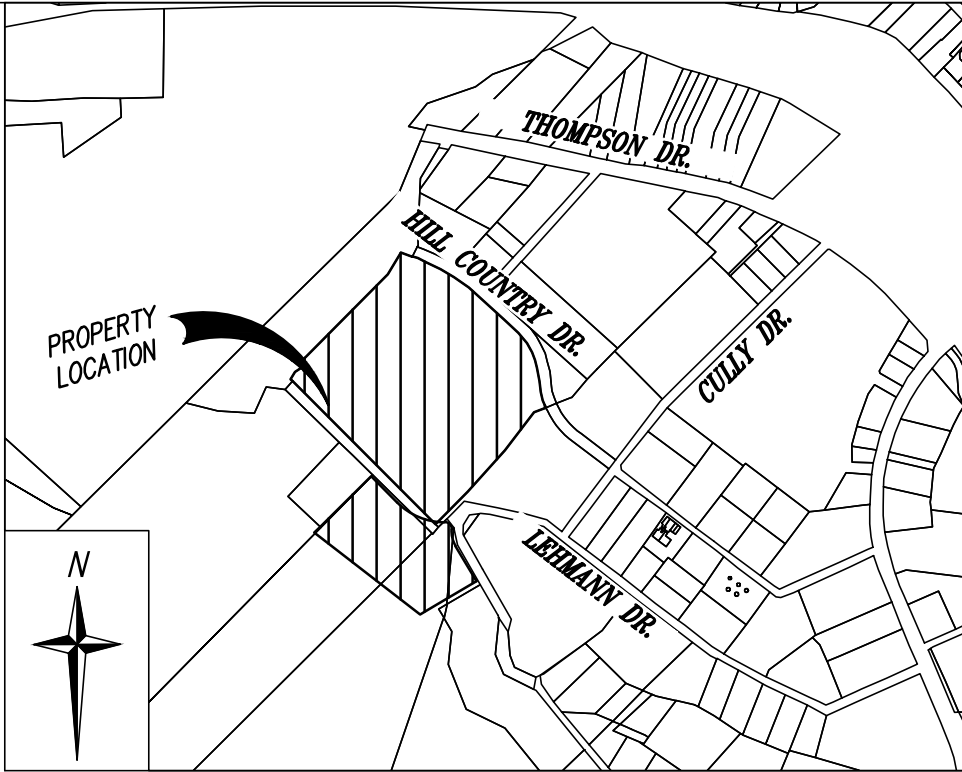 THOMPSON DR.
HILL COUNTRY DR.
PROPERTY
LOCATION
CULLY DR.
LEHMANN DR.
N